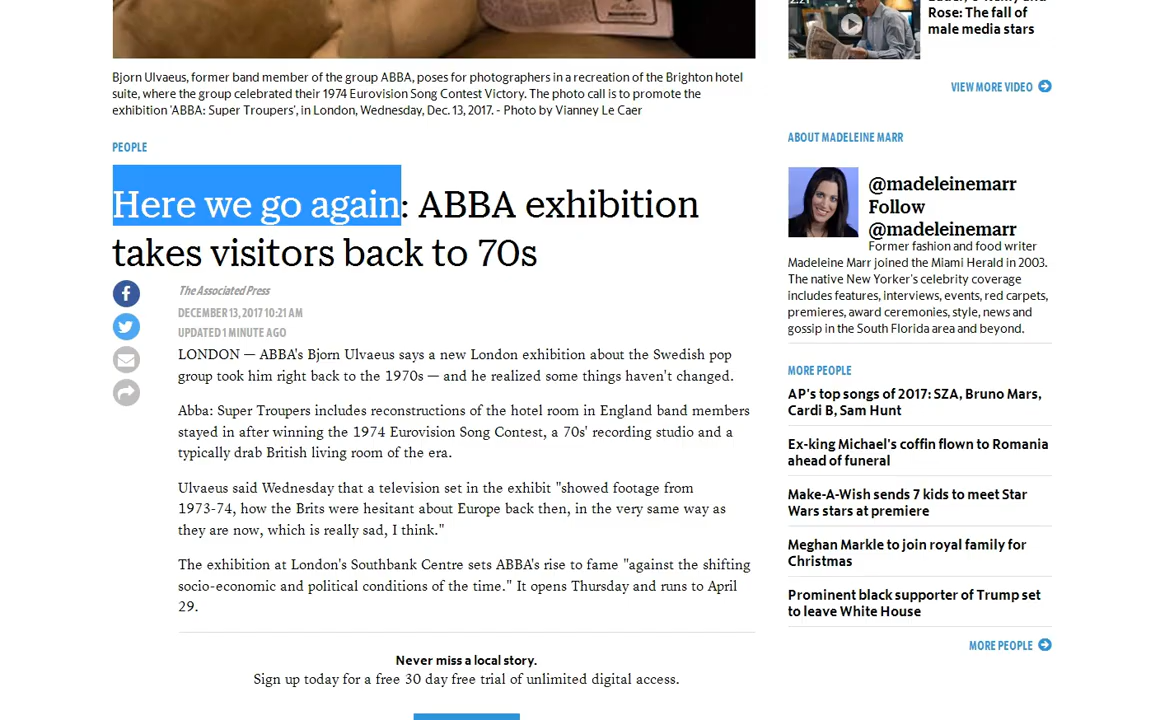 Bjorn Ulvaeus, former band member of the group ABBA, poses for photographers in a recreation of the Brighton hotel
suite, where the group celebrated their 1974 Eurovision Song Contest Victory. The photo call is to promote the
exhibition 'ABBA: Super Troupers', in London, Wednesday, Dec. 13, 2017. - Photo by Vianney Le Caer
PEOPLE
Here we go again: ABBA exhibition
takes visitors back to 70s
The Associated Press
DECEMBER 13, 2017 10:21 AM
UPDATED 1 MINUTE AGO
LONDON — ABBA's Bjorn Ulvaeus says a new London exhibition about the Swedish pop
group took him right back to the 1970s — and he realized some things haven't changed.
Abba: Super Troupers includes reconstructions of the hotel room in England band members
stayed in after winning the 1974 Eurovision Song Contest, a 70s' recording studio and a
typically drab British living room of the era.
Ulvaeus said Wednesday that a television set in the exhibit "showed footage from
1973-74, how the Brits were hesitant about Europe back then, in the very same way as
they are now, which is really sad, I think."
The exhibition at London's Southbank Centre sets ABBA's rise to fame "against the shifting
socio-economic and political conditions of the time." It opens Thursday and runs to April
29.
Never miss a local story.
Sign up today for a free 30 day free trial of unlimited digital access.
Rose: The fall of
male media stars
VIEW MORE VIDEO
ABOUT MADELEINE MARR
@madeleinemarr
Follow
@madeleinemarr
Former fashion and food writer
Madeleine Marr joined the Miami Herald in 2003.
The native New Yorker's celebrity coverage
includes features, interviews, events, red carpets,
premieres, award ceremonies, style, news and
gossip in the South Florida area and beyond.
MORE PEOPLE
AP's top songs of 2017: SZA, Bruno Mars,
Cardi B, Sam Hunt
Ex-king Michael's coffin flown to Romania
ahead of funeral
Make-A-Wish sends 7 kids to meet Star
Wars stars at premiere
Meghan Markle to join royal family for
Christmas
Prominent black supporter of Trump set
to leave White House
MORE PEOPLE